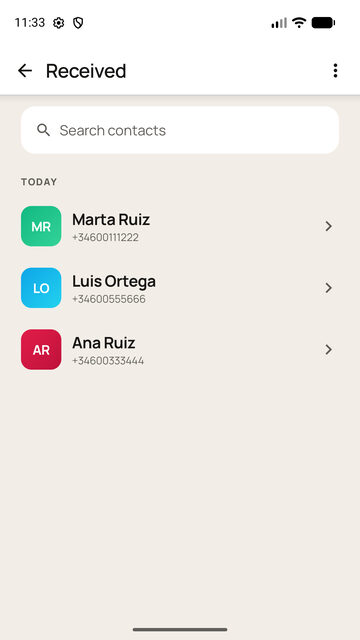 11:33
Received
Search contacts
TODAY
MR
Marta Ruiz
+34600111222
LO
Luis Ortega
+34600555666
AR
Ana Ruiz
+34600333444